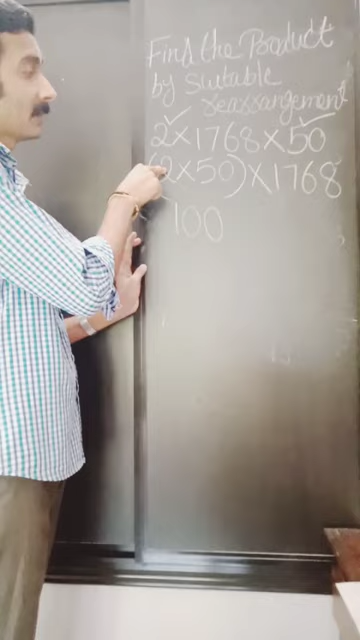 Find the Product
by Suitable
rearrangement
2×1768×50
(2×50)×1768
100